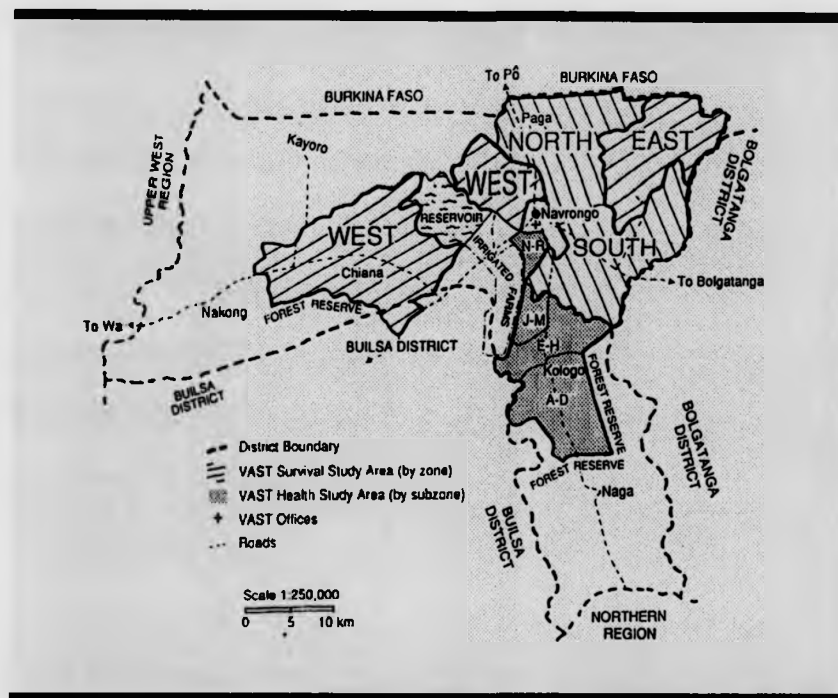 To Pô
BURKINA FASO
BURKINA FASO
Paga
Kayoro
NORTH
EAST
BOLGATANGA
DISTRICT
UPPER WEST
REGION
WEST
RESERVOIR
Navrongo
WEST
N-R
IRRIGATED
FARMS
SOUTH
Chiana
To Bolgatanga
Nakong
FOREST RESERVE
To Wa
J-M
BUILSA DISTRICT
E-H
Kologo
FOREST RESERVE
BUILSA
DISTRICT
A-D
BOLGATANGA
DISTRICT
District Boundary
VAST Survival Study Area (by zone)
FOREST RESERVE
VAST Health Study Area (by subzone)
Naga
VAST Offices
BUILSA
DISTRICT
Roads
Scale 1:250,000
0 5 10 km
NORTHERN
REGION